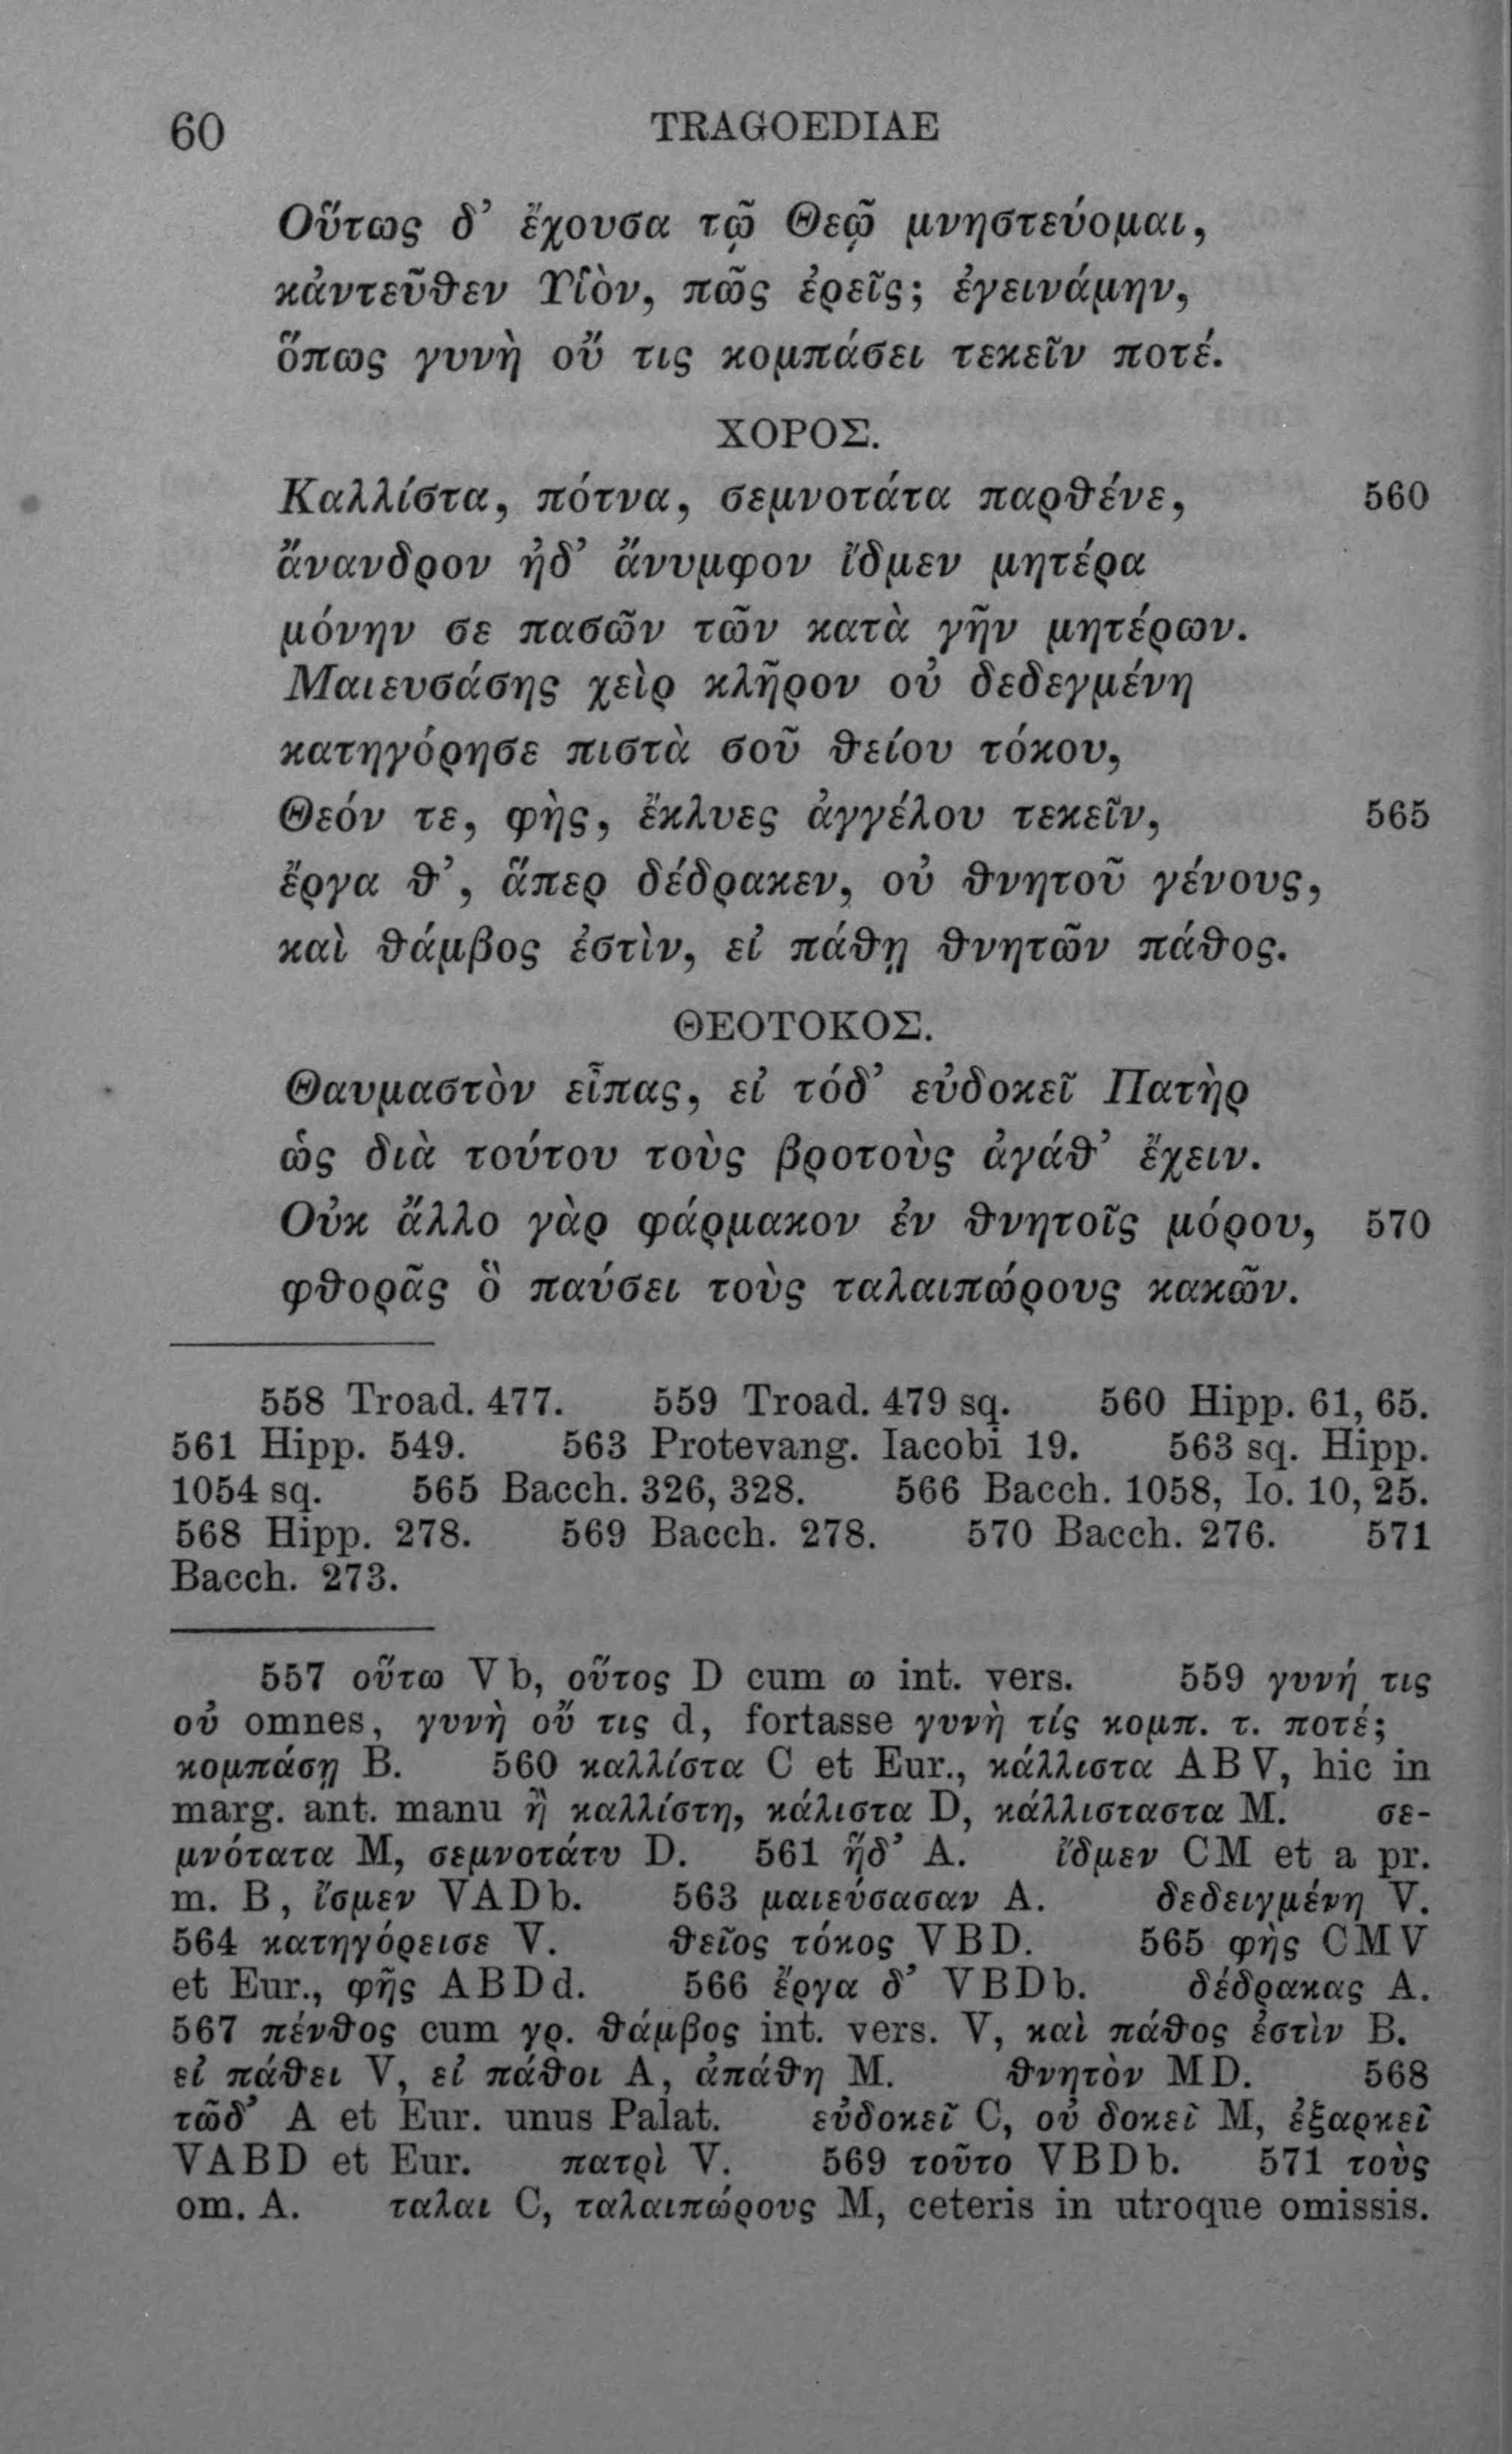 60 TRAGOEDIAE
Οὕτως δ’ ἔχουσα τῷ Θεῷ μνηστεύομαι,
κἀντεῦθεν Υἱὸν, πῶς ἐρεῖς; ἐγεινάμην,
ὅπως γυνὴ οὔ τις κομπάσει τεκεῖν ποτέ.
ΧΟΡΟΣ.
Καλλίστα, πότνα, σεμνοτάτα παρθένε, 560
ἄνανδρον ἠδ’ ἄνυμφον ἴδμεν μητέρα
μόνην σε πασῶν τῶν κατὰ γῆν μητέρων.
Μαιευσάσης χεὶρ κλῆρον οὐ δεδεγμένη
κατηγόρησε πιστὰ σοῦ θείου τόκου,
Θεόν τε, φὴς, ἔκλυες ἀγγέλου τεκεῖν, 565
ἔργα θ’, ἅπερ δέδρακεν, οὐ θνητοῦ γένους,
καὶ θάμβος ἐστὶν, εἰ πάθῃ θνητῶν πάθος.
ΘΕΟΤΟΚΟΣ.
Θαυμαστὸν εἶπας, εἰ τόδ’ εὐδοκεῖ Πατὴρ
ὡς διὰ τούτου τοὺς βροτοὺς ἀγάθ’ ἔχειν.
Οὐκ ἄλλο γὰρ φάρμακον ἐν θνητοῖς μόρου, 570
φθορᾶς ὃ παύσει τοὺς ταλαιπώρους κακῶν.
558 Troad. 477. 559 Troad. 479 sq. 560 Hipp. 61, 65.
561 Hipp. 549. 563 Protevang. Iacobi 19. 563 sq. Hipp.
1054 sq. 565 Bacch. 326, 328. 566 Bacch. 1058, Io. 10, 25.
568 Hipp. 278. 569 Bacch. 278. 570 Bacch. 276. 571
Bacch. 273.
557 οὕτω Vb, οὕτος D cum ω int. vers. 559 γυνή τις
οὐ omnes, γυνὴ οὔ τις d, fortasse γυνὴ τίς κομπ. τ. ποτέ;
κομπάσῃ B. 560 καλλίστα C et Eur., κάλλιστα ABV, hic in
marg. ant. manu ἢ καλλίστη, κάλιστα D, κάλλισταστα M. σε-
μνότατα M, σεμνοτάτν D. 561 ἥδ’ A. ἴδμεν CM et a pr.
m. B, ἴσμεν VADb. 563 μαιεύσασαν A. δεδειγμένη V.
564 κατηγόρεισε V. θεῖος τόκος VBD. 565 φὴς CMV
et Eur., φῆς ABDd. 566 ἔργα δ’ VBDb. δέδρακας A.
567 πένθος cum γρ. θάμβος int. vers. V, καὶ πάθος ἐστὶν B.
εἰ πάθει V, εἰ πάθοι A, ἀπάθη M. θνητὸν MD. 568
τῶδ’ A et Eur. unus Palat. εὐδοκεῖ C, οὐ δοκεῖ M, ἐξαρκεῖ
VABD et Eur. πατρὶ V. 569 τοῦτο VBDb. 571 τοὺς
om. A. ταλαι C, ταλαιπώρους M, ceteris in utroque omissis.